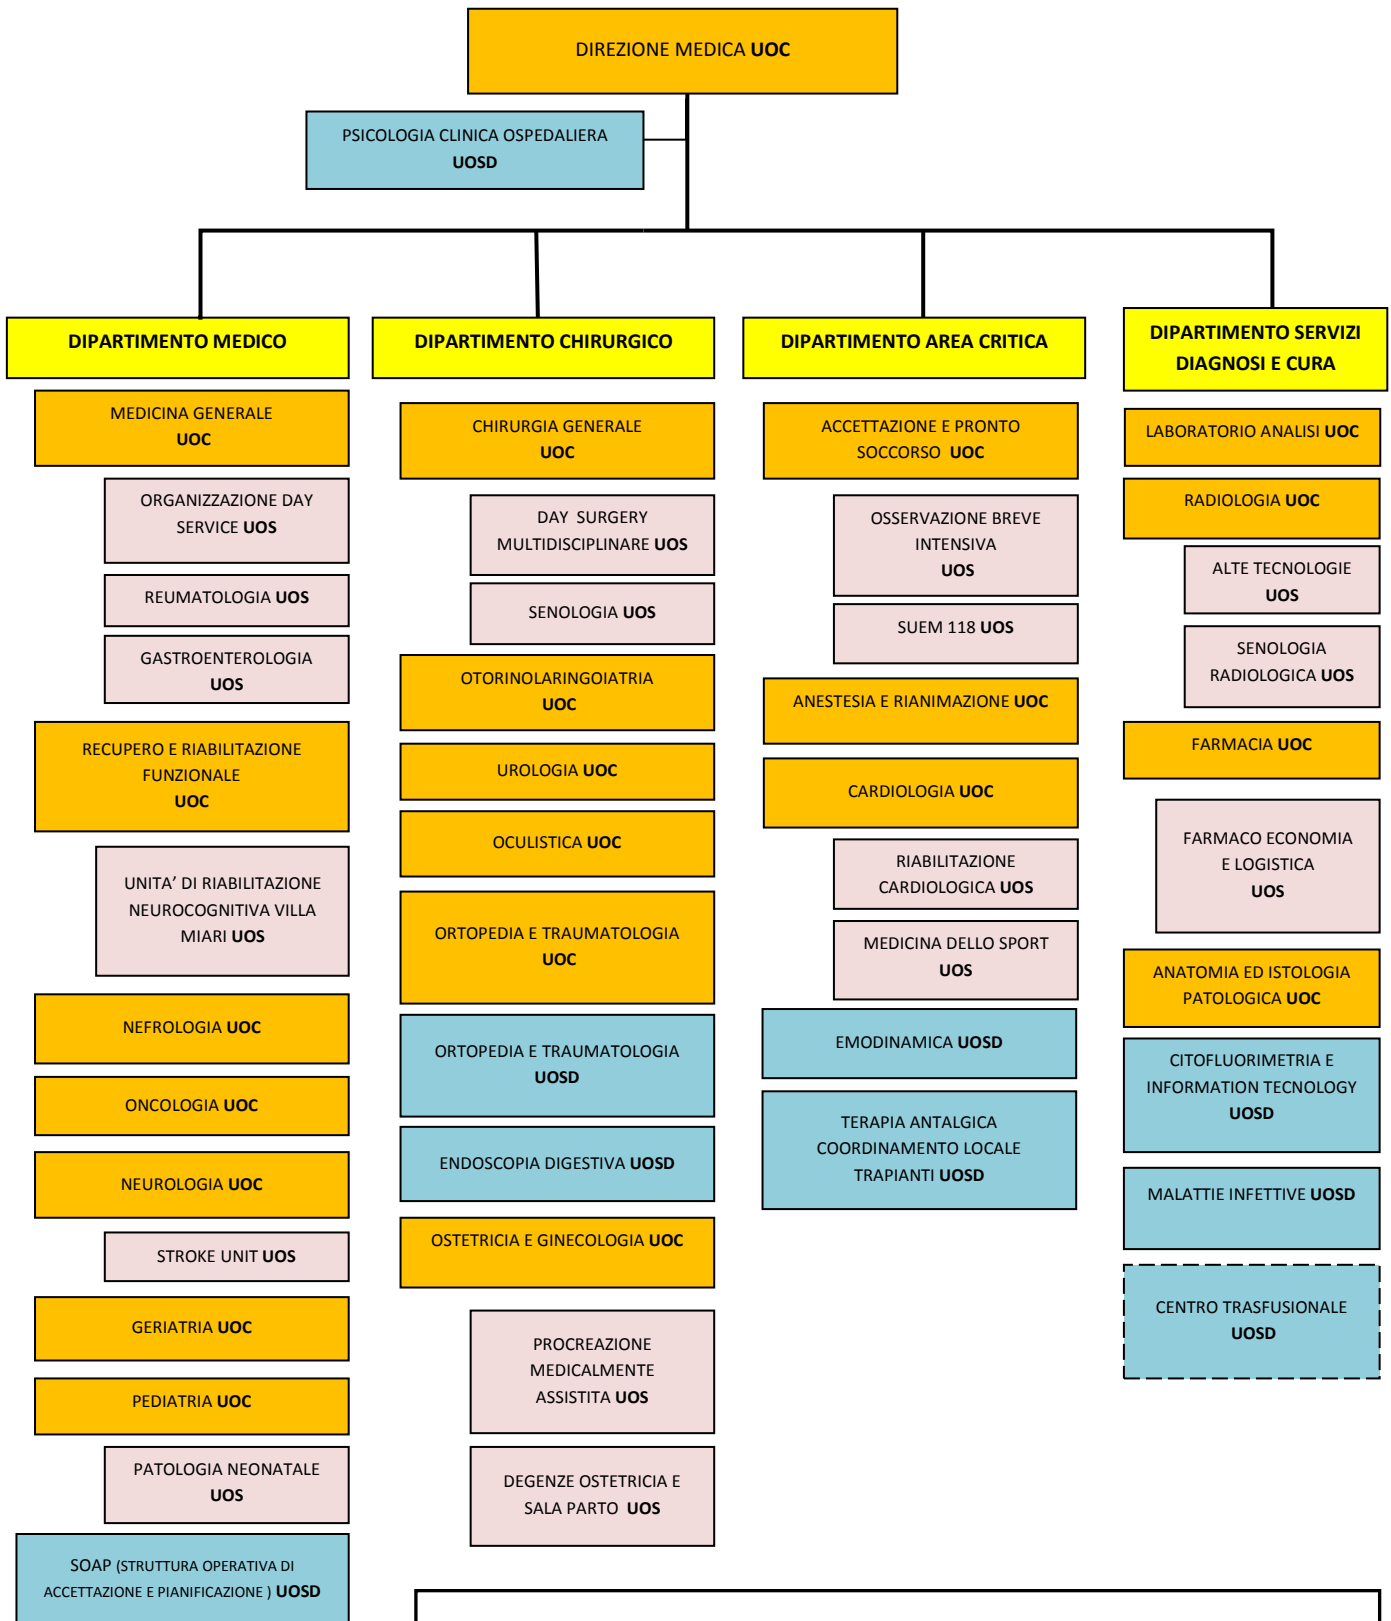 DIREZIONE MEDICA UOC
PSICOLOGIA CLINICA OSPEDALIERA
UOSD
DIPARTIMENTO MEDICO
MEDICINA GENERALE
UOC
ORGANIZZAZIONE DAY
SERVICE UOS
REUMATOLOGIA UOS
GASTROENTEROLOGIA
UOS
RECUPERO E RIABILITAZIONE
FUNZIONALE
UOC
UNITA’ DI RIABILITAZIONE
NEUROCOGNITIVA VILLA
MIARI UOS
NEFROLOGIA UOC
ONCOLOGIA UOC
NEUROLOGIA UOC
STROKE UNIT UOS
GERIATRIA UOC
PEDIATRIA UOC
PATOLOGIA NEONATALE
UOS
SOAP (STRUTTURA OPERATIVA DI
ACCETTAZIONE E PIANIFICAZIONE ) UOSD
DIPARTIMENTO CHIRURGICO
CHIRURGIA GENERALE
UOC
DAY SURGERY
MULTIDISCIPLINARE UOS
SENOLOGIA UOS
OTORINOLARINGOIATRIA
UOC
UROLOGIA UOC
OCULISTICA UOC
ORTOPEDIA E TRAUMATOLOGIA
UOC
ORTOPEDIA E TRAUMATOLOGIA
UOSD
ENDOSCOPIA DIGESTIVA UOSD
OSTETRICIA E GINECOLOGIA UOC
PROCREAZIONE
MEDICALMENTE
ASSISTITA UOS
DEGENZE OSTETRICIA E
SALA PARTO UOS
DIPARTIMENTO AREA CRITICA
ACCETTAZIONE E PRONTO
SOCCORSO UOC
OSSERVAZIONE BREVE
INTENSIVA
UOS
SUEM 118 UOS
ANESTESIA E RIANIMAZIONE UOC
CARDIOLOGIA UOC
RIABILITAZIONE
CARDIOLOGICA UOS
MEDICINA DELLO SPORT
UOS
EMODINAMICA UOSD
TERAPIA ANTALGICA
COORDINAMENTO LOCALE
TRAPIANTI UOSD
DIPARTIMENTO SERVIZI
DIAGNOSI E CURA
LABORATORIO ANALISI UOC
RADIOLOGIA UOC
ALTE TECNOLOGIE
UOS
SENOLOGIA
RADIOLOGICA UOS
FARMACIA UOC
FARMACO ECONOMIA
E LOGISTICA
UOS
ANATOMIA ED ISTOLOGIA
PATOLOGICA UOC
CITOFLUORIMETRIA E
INFORMATION TECNOLOGY
UOSD
MALATTIE INFETTIVE UOSD
CENTRO TRASFUSIONALE
UOSD